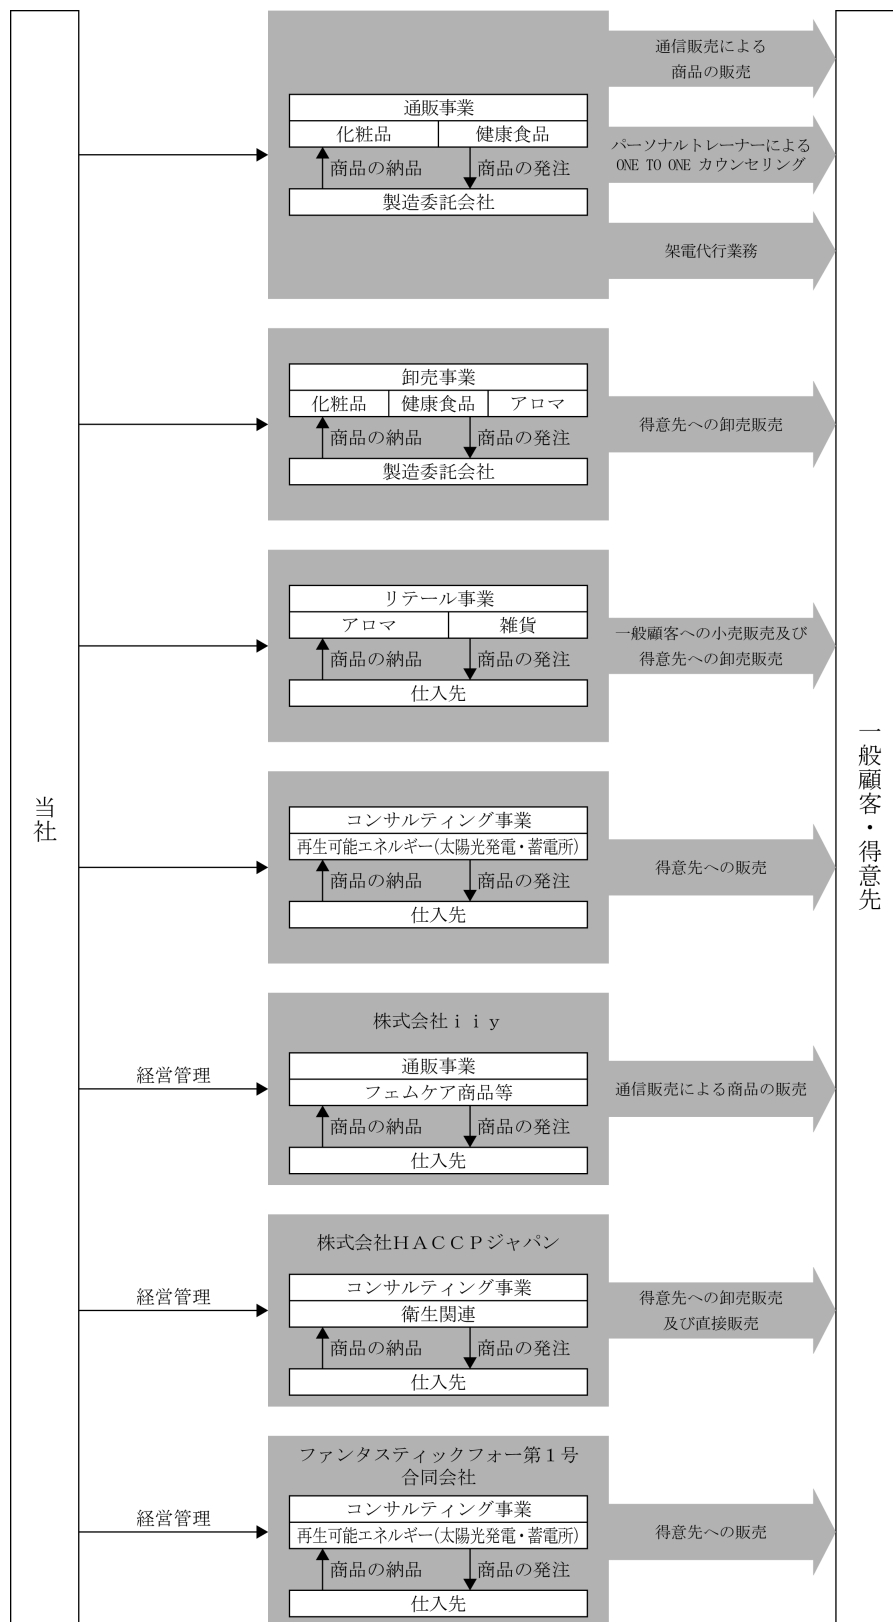 当社
通販事業
化粧品
健康食品
商品の納品
商品の発注
製造委託会社
通信販売による
商品の販売
パーソナルトレーナーによる
ONE TO ONE カウンセリング
架電代行業務
卸売事業
化粧品
健康食品
アロマ
商品の納品
商品の発注
製造委託会社
得意先への卸売販売
リテール事業
アロマ
雑貨
商品の納品
商品の発注
仕入先
一般顧客への小売販売及び
得意先への卸売販売
コンサルティング事業
再生可能エネルギー(太陽光発電・蓄電所)
商品の納品
商品の発注
仕入先
得意先への販売
経営管理
株式会社ｉｉｙ
通販事業
フェムケア商品等
商品の納品
商品の発注
仕入先
通信販売による商品の販売
経営管理
株式会社ＨＡＣＣＰジャパン
コンサルティング事業
衛生関連
商品の納品
商品の発注
仕入先
得意先への卸売販売
及び直接販売
経営管理
ファンタスティックフォー第１号
合同会社
コンサルティング事業
再生可能エネルギー(太陽光発電・蓄電所)
商品の納品
商品の発注
仕入先
得意先への販売
一般顧客・得意先